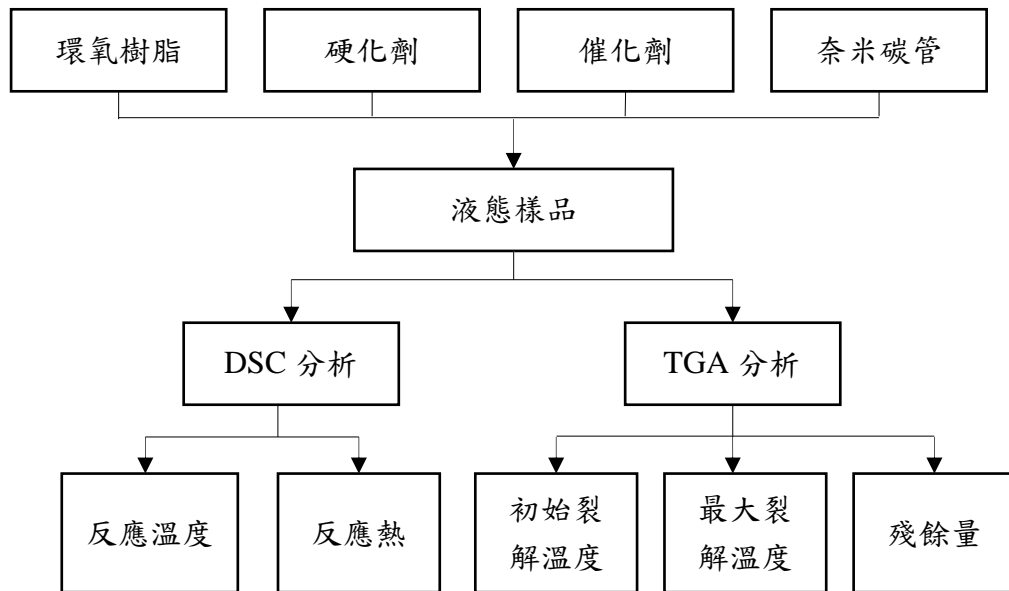 環氧樹脂
硬化劑
催化劑
奈米碳管
液態樣品
DSC 分析
TGA 分析
反應溫度
反應熱
初始裂
解溫度
最大裂
解溫度
殘餘量